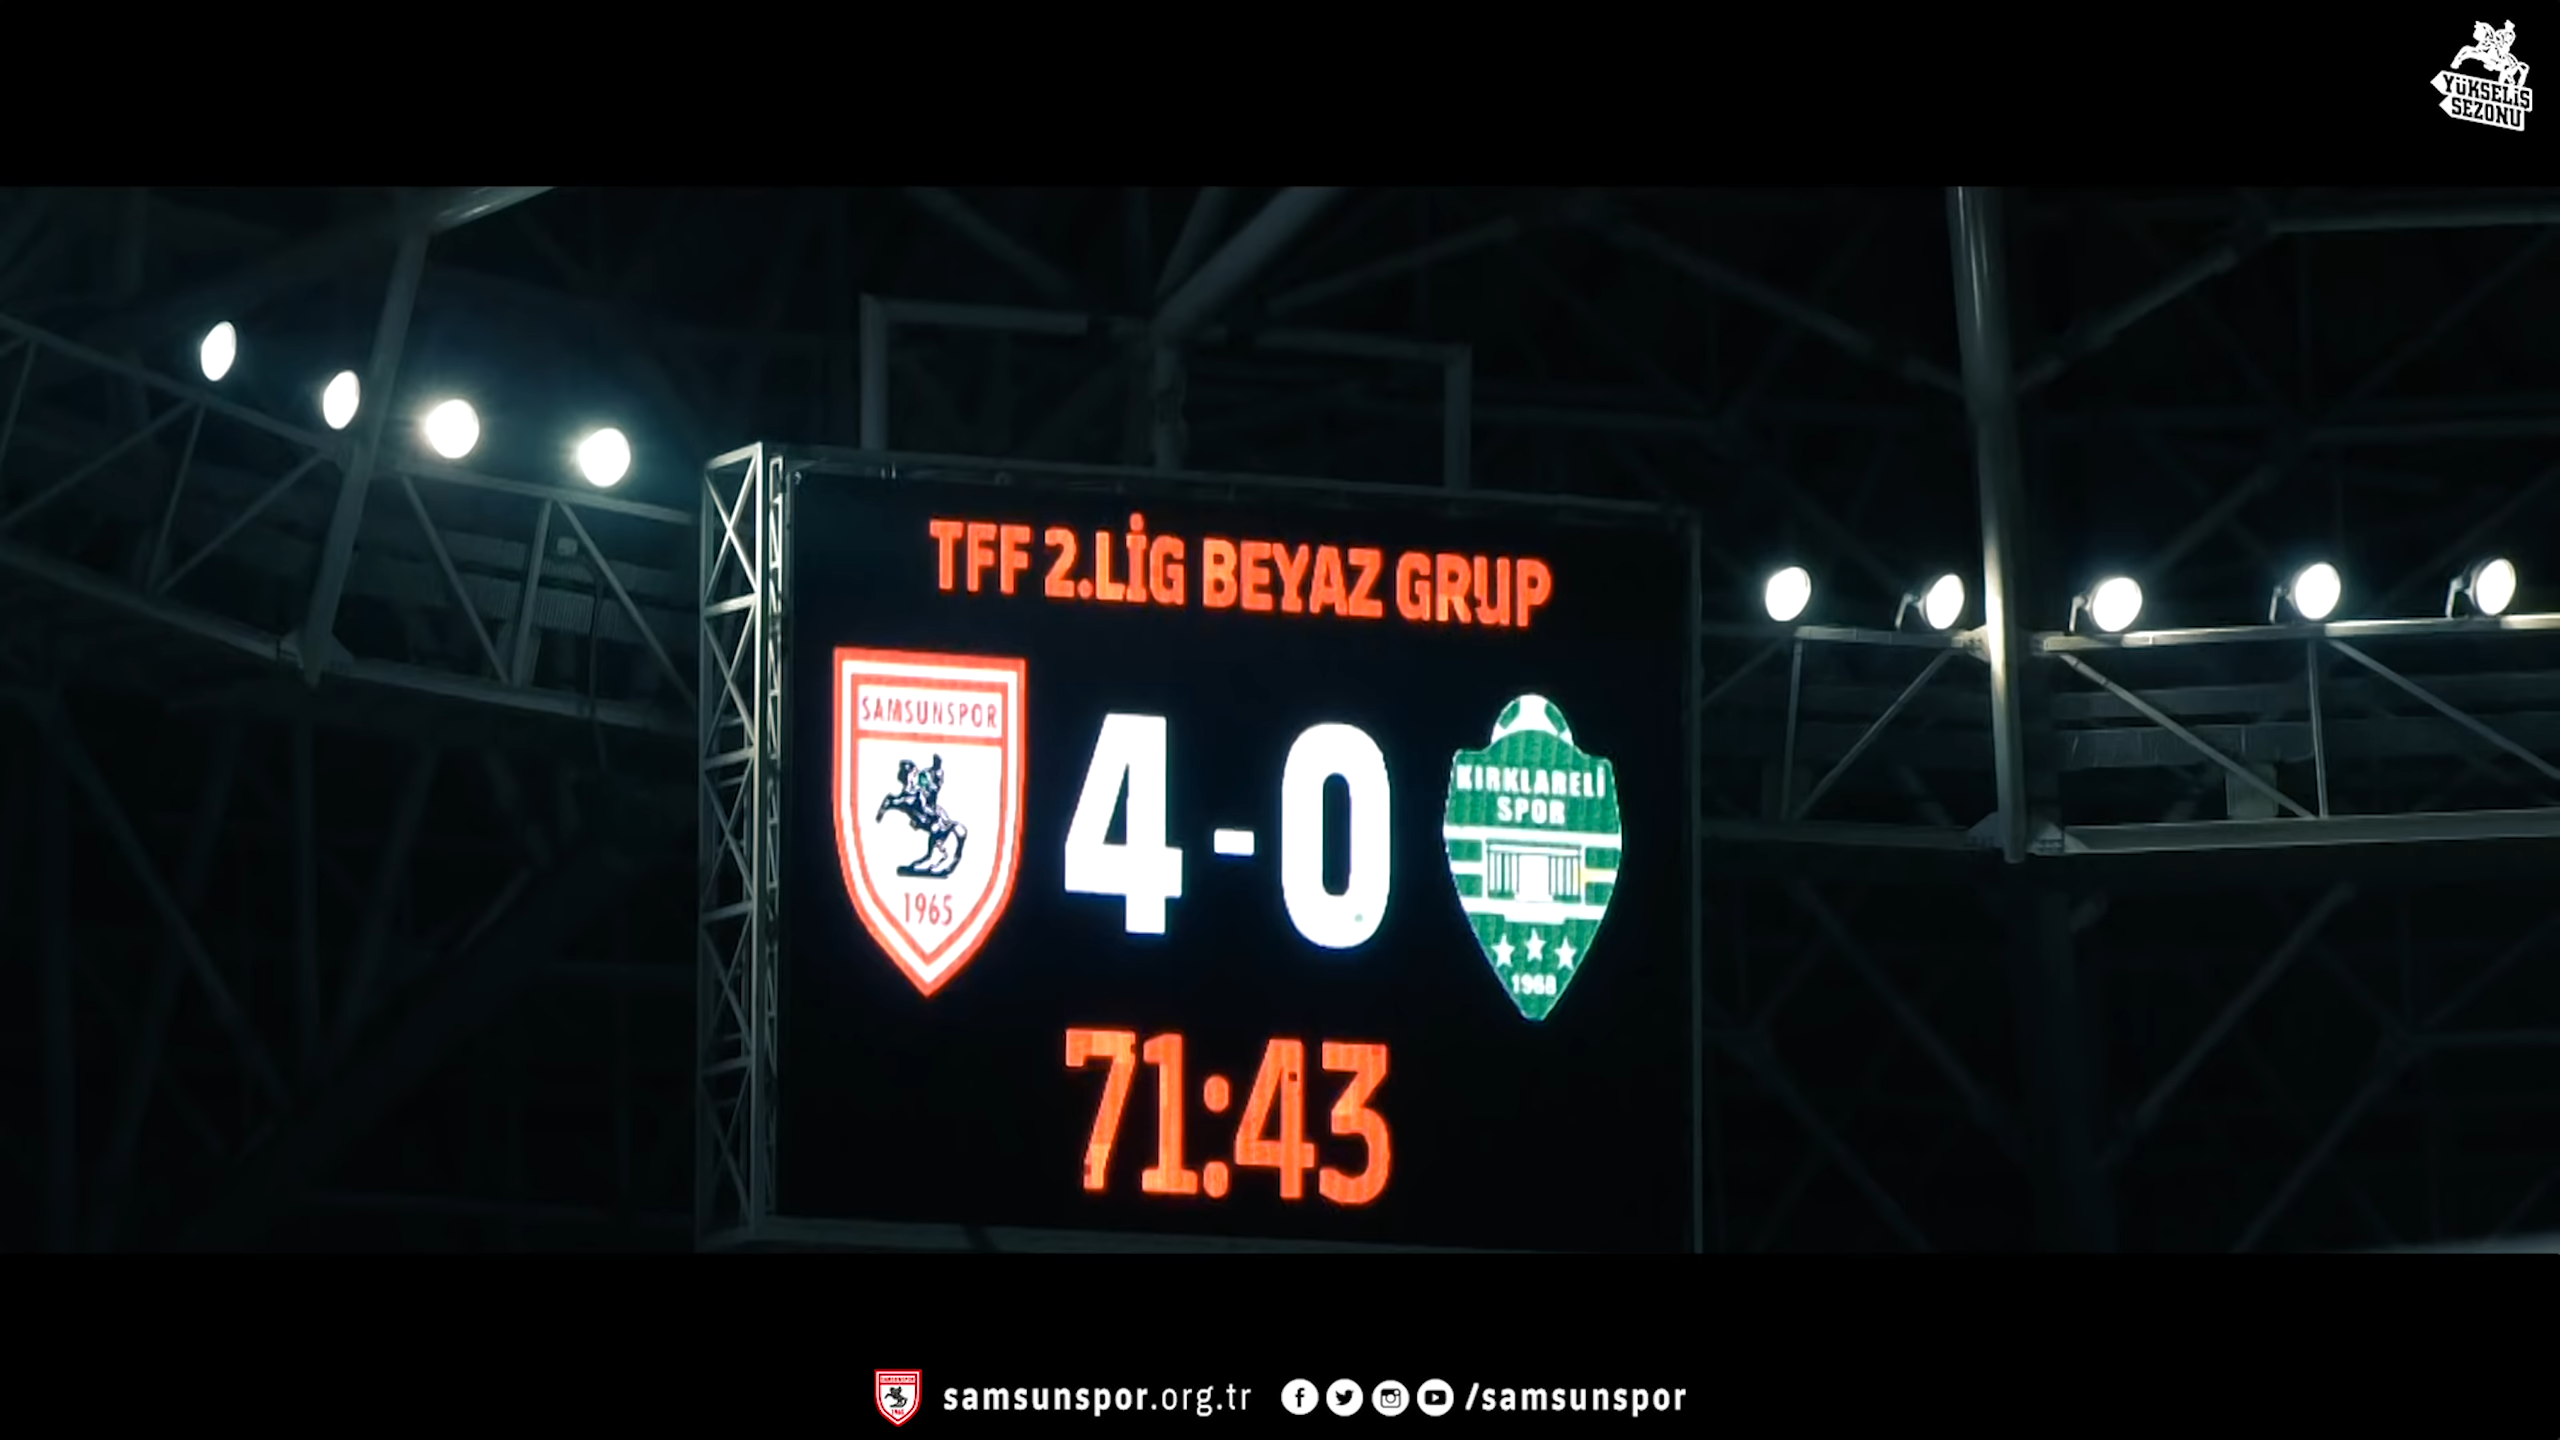 YÜKSELİŞ
SEZONU
TFF 2.LİG BEYAZ GRUP
SAMSUNSPOR
1965
4-0
KIRKLARELİ
SPOR
1968
71:43
samsunspor.org.tr /samsunspor